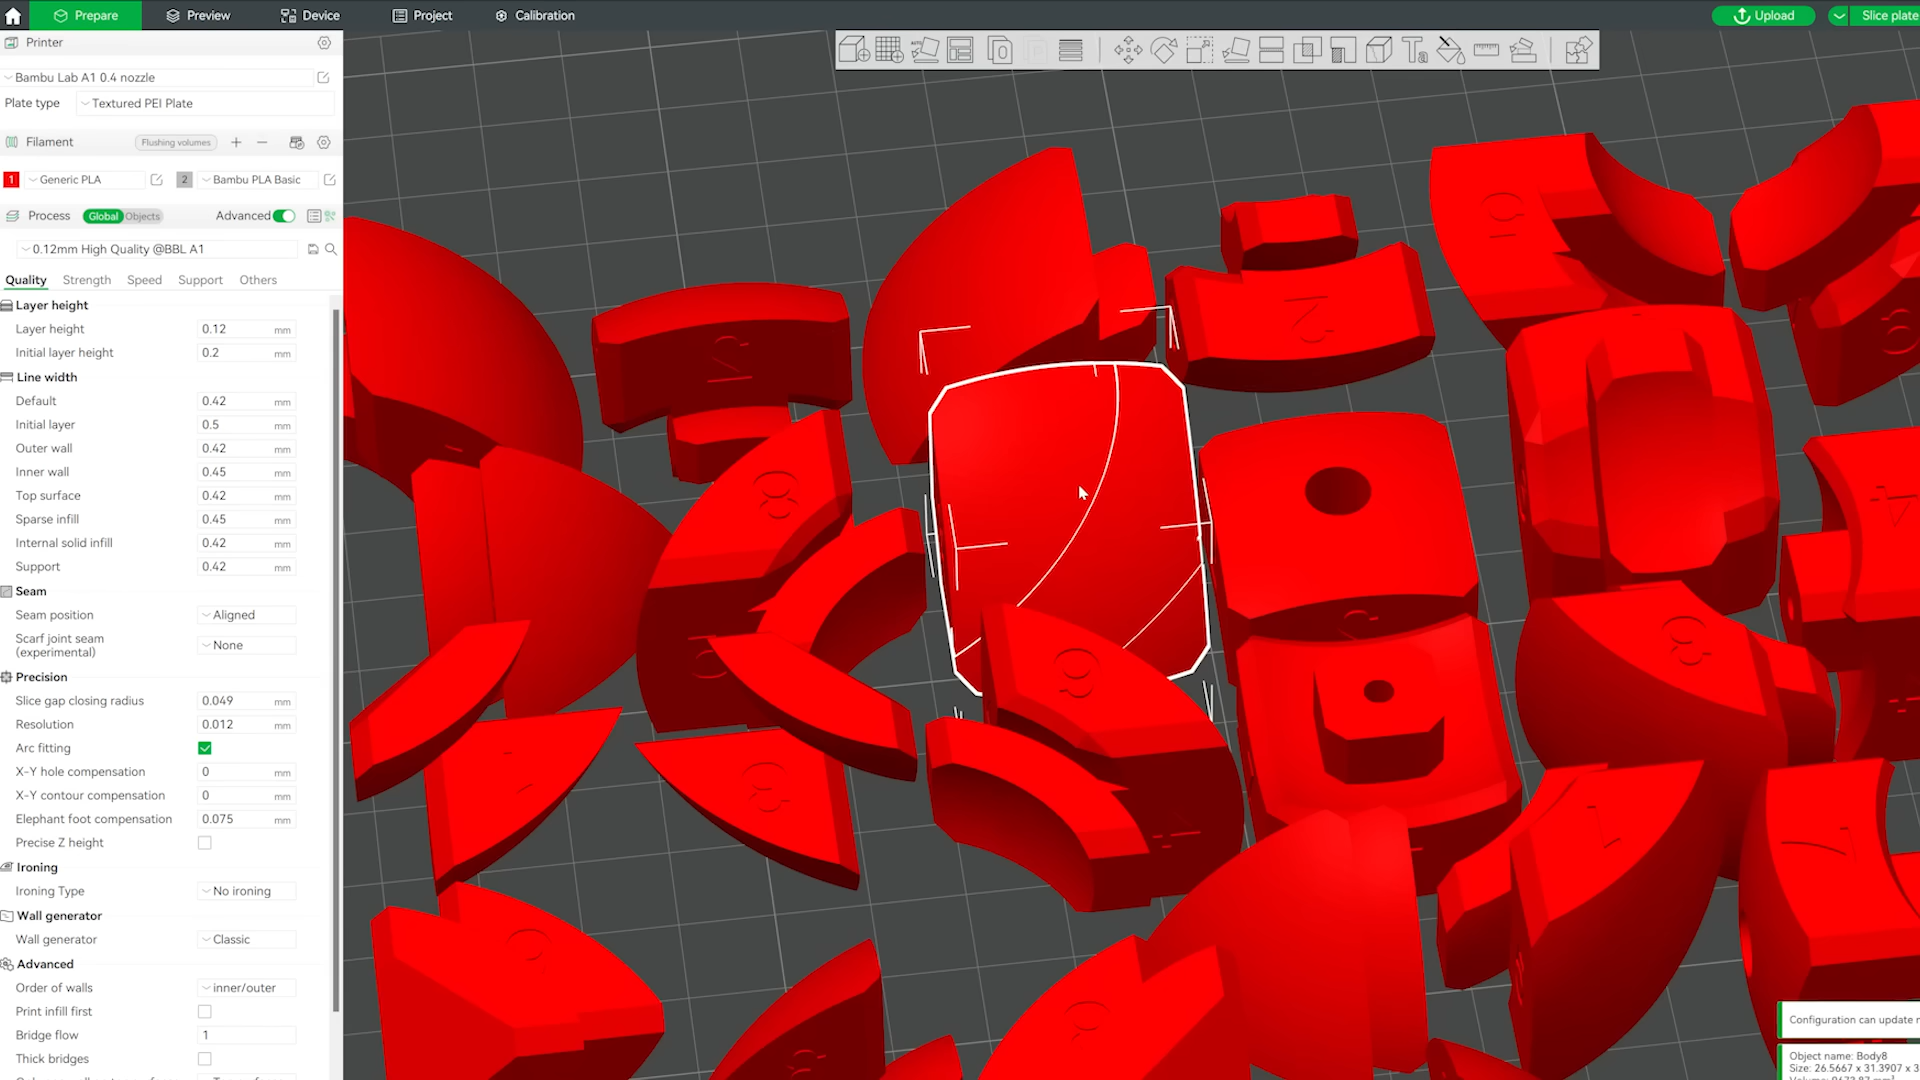 Prepare
Preview
Device
Project
Calibration
Upload
Slice plate
Printer
Bambu Lab A1 0.4 nozzle
Plate type
Textured PEI Plate
Filament
Flushing volumes
1
Generic PLA
2
Bambu PLA Basic
Process
Global
Objects
Advanced
0.12mm High Quality @BBL A1
Quality
Strength
Speed
Support
Others
Layer height
Layer height 0.12 mm
Initial layer height 0.2 mm
Line width
Default 0.42 mm
Initial layer 0.5 mm
Outer wall 0.42 mm
Inner wall 0.45 mm
Top surface 0.42 mm
Sparse infill 0.45 mm
Internal solid infill 0.42 mm
Support 0.42 mm
Seam
Seam position Aligned
Scarf joint seam
(experimental) None
Precision
Slice gap closing radius 0.049 mm
Resolution 0.012 mm
Arc fitting
X-Y hole compensation 0 mm
X-Y contour compensation 0 mm
Elephant foot compensation 0.075 mm
Precise Z height
Ironing
Ironing Type No ironing
Wall generator
Wall generator Classic
Advanced
Order of walls inner/outer
Print infill first
Bridge flow 1
Thick bridges
Configuration can update
Object name: Body8
Size: 26.5667 x 31.3907 x 3